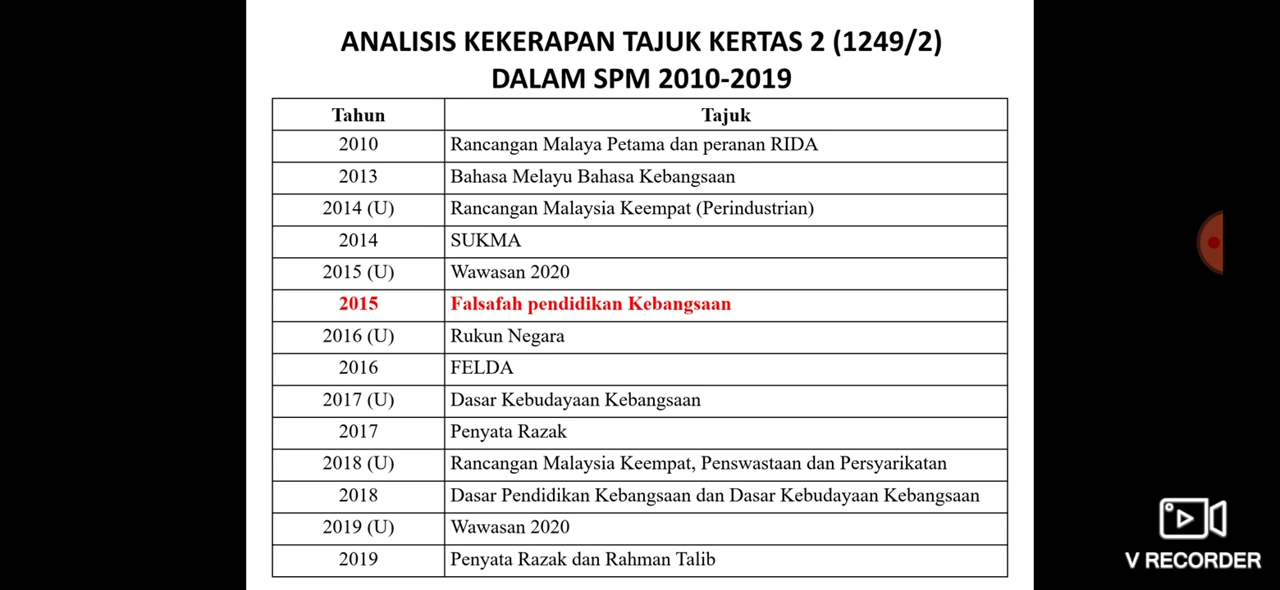 ANALISIS KEKERAPAN TAJUK KERTAS 2 (1249/2)
DALAM SPM 2010-2019
Tahun Tajuk
2010 Rancangan Malaya Petama dan peranan RIDA
2013 Bahasa Melayu Bahasa Kebangsaan
2014 (U) Rancangan Malaysia Keempat (Perindustrian)
2014 SUKMA
2015 (U) Wawasan 2020
2015 Falsafah pendidikan Kebangsaan
2016 (U) Rukun Negara
2016 FELDA
2017 (U) Dasar Kebudayaan Kebangsaan
2017 Penyata Razak
2018 (U) Rancangan Malaysia Keempat, Penswastaan dan Persyarikatan
2018 Dasar Pendidikan Kebangsaan dan Dasar Kebudayaan Kebangsaan
2019 (U) Wawasan 2020
2019 Penyata Razak dan Rahman Talib
V RECORDER